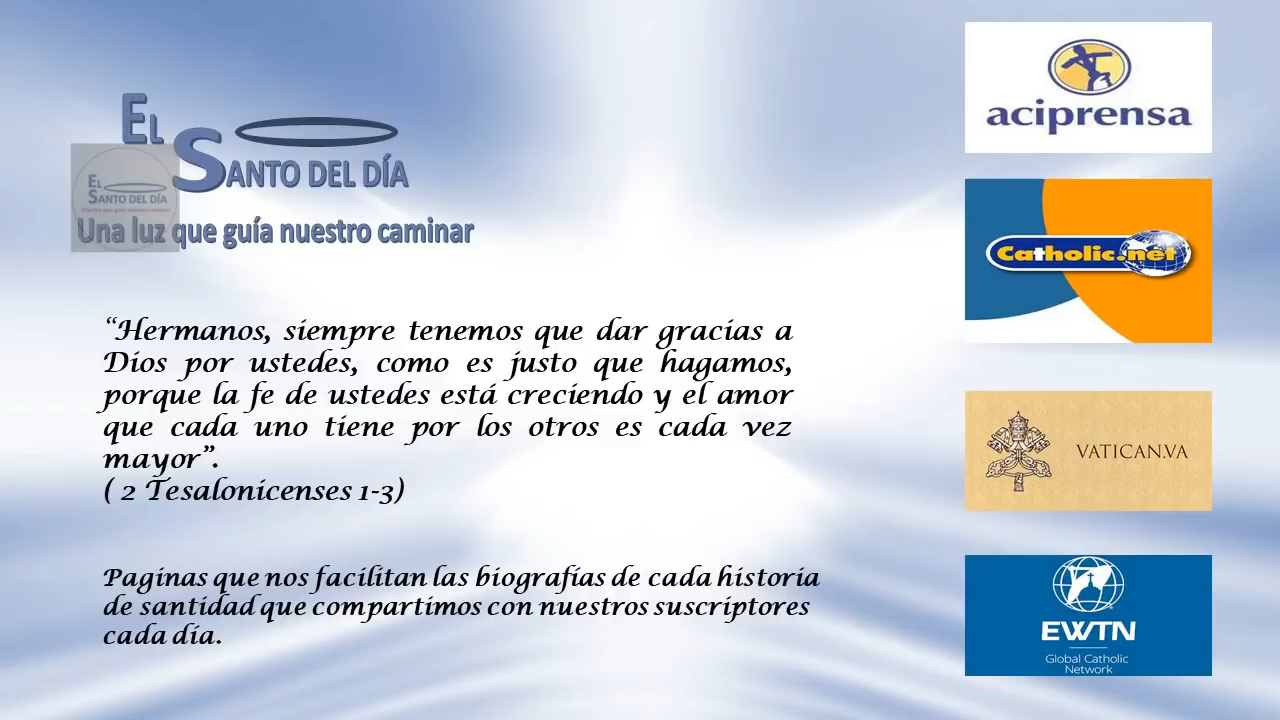 EL
SANTO DEL DÍA
Una luz que guía nuestro caminar
EL
SANTO DEL DÍA
“Hermanos, siempre tenemos que dar gracias a
Dios por ustedes, como es justo que hagamos,
porque la fe de ustedes está creciendo y el amor
que cada uno tiene por los otros es cada vez
mayor”.
( 2 Tesalonicenses 1-3)
Paginas que nos facilitan las biografías de cada historia
de santidad que compartimos con nuestros suscriptores
cada día.
aciprensa
Catholic.net
VATICAN.VA
EWTN
Global Catholic
Network